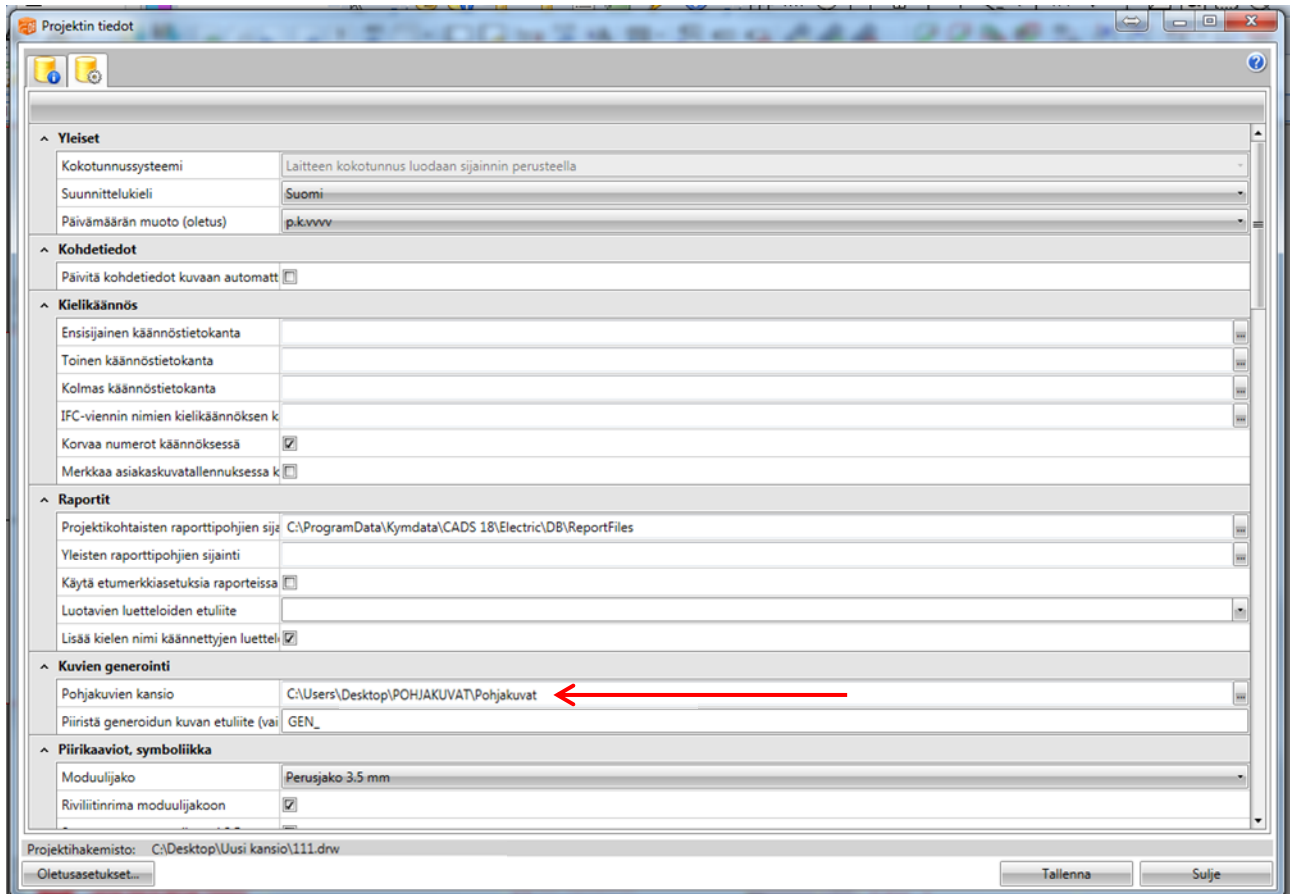 Projektin tiedot
Yleiset
Kokotunnussysteemi Laitteen kokotunnus luodaan sijainnin perusteella
Suunnittelukieli Suomi
Päivämäärän muoto (oletus) p.k.vvvv
Kohdetiedot
Päivitä kohdetiedot kuvaan automatt
Kielikäännös
Ensisijainen käännöstietokanta
Toinen käännöstietokanta
Kolmas käännöstietokanta
IFC-viennin nimien kielikäännöksen k
Korvaa numerot käännöksessä
Merkkaa asiakaskuvatallennuksessa k
Raportit
Projektikohtaisten raporttipohjien sija C:\ProgramData\Kymdata\CADS 18\Electric\DB\ReportFiles
Yleisten raporttipohjien sijainti
Käytä etumerkkiasetuksia raporteissa
Luotavien luetteloiden etuliite
Lisää kielen nimi käännettyjen luettel
Kuvien generointi
Pohjakuvien kansio C:\Users\Desktop\POHJAKUVAT\Pohjakuvat
Piiristä generoidun kuvan etuliite (vai GEN_
Piirikaaviot, symboliikka
Moduulijako Perusjako 3.5 mm
Riviliitinrima moduulijakoon
Projektihakemisto: C:\Desktop\Uusi kansio\111.drw
Oletusasetukset... Tallenna Sulje